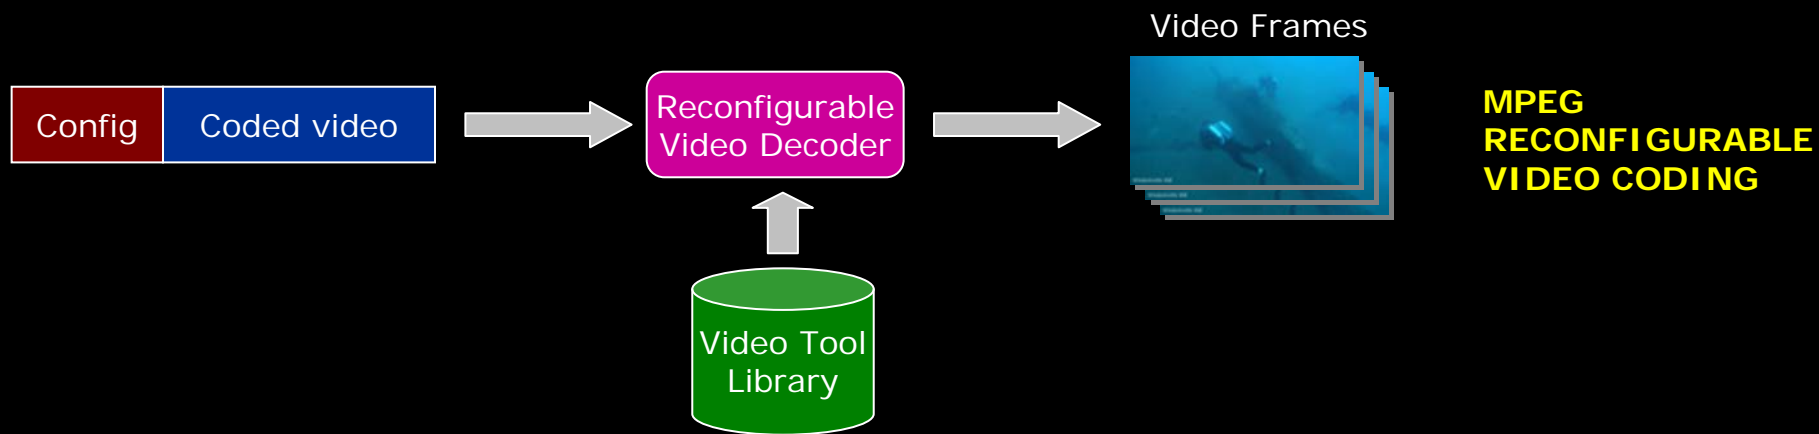 Video Frames
Config
Coded video
Reconfigurable
Video Decoder
MPEG
RECONFIGURABLE
VIDEO CODING
Video Tool
Library